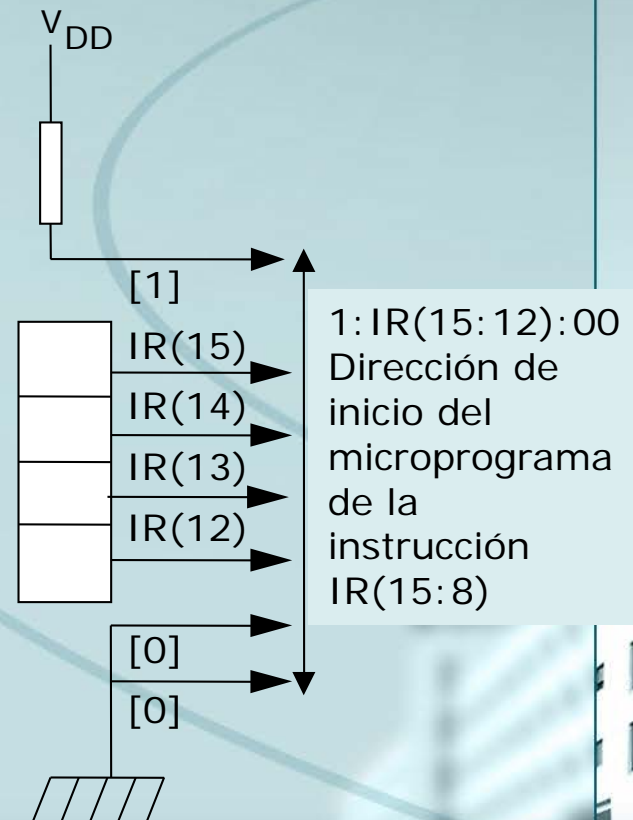 VDD
[1]
IR(15)
IR(14)
IR(13)
IR(12)
[0]
[0]
1:IR(15:12):00
Dirección de
inicio del
microprograma
de la
instrucción
IR(15:8)